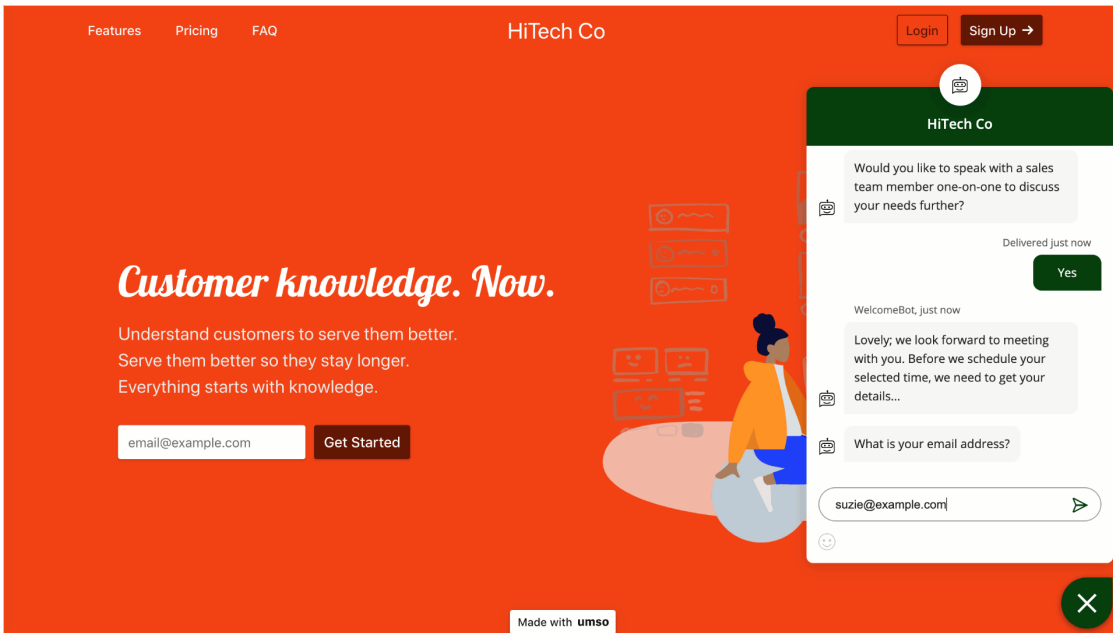 Features Pricing FAQ HiTech Co Login Sign Up →
HiTech Co
Would you like to speak with a sales
team member one-on-one to discuss
your needs further?
Delivered just now
Yes
WelcomeBot, just now
Lovely; we look forward to meeting
with you. Before we schedule your
selected time, we need to get your
details...
What is your email address?
suzie@example.com
Customer knowledge. Now.
Understand customers to serve them better.
Serve them better so they stay longer.
Everything starts with knowledge.
email@example.com Get Started
Made with umso